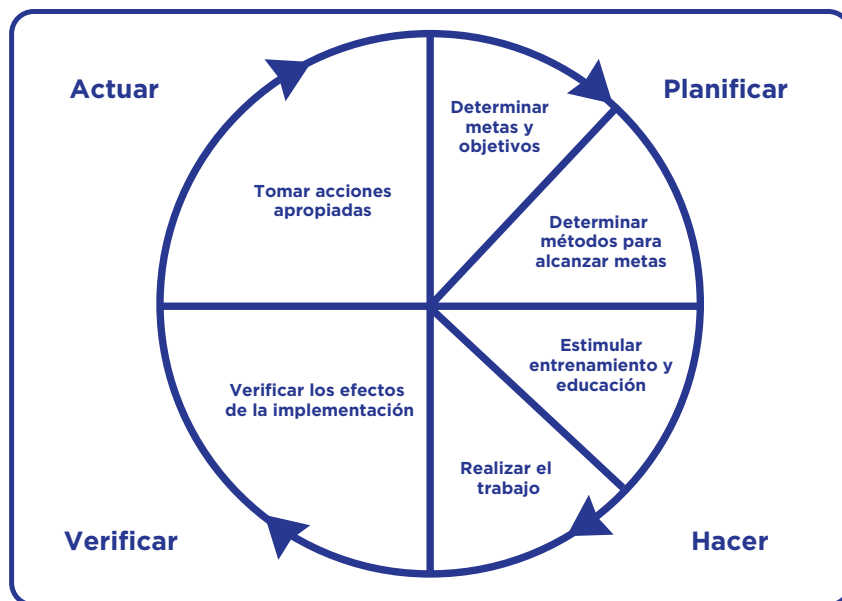 Actuar
Planificar
Determinar
metas y
objetivos
Tomar acciones
apropiadas
Determinar
métodos para
alcanzar metas
Estimular
entrenamiento y
educación
Verificar los efectos
de la implementación
Realizar el
trabajo
Verificar
Hacer